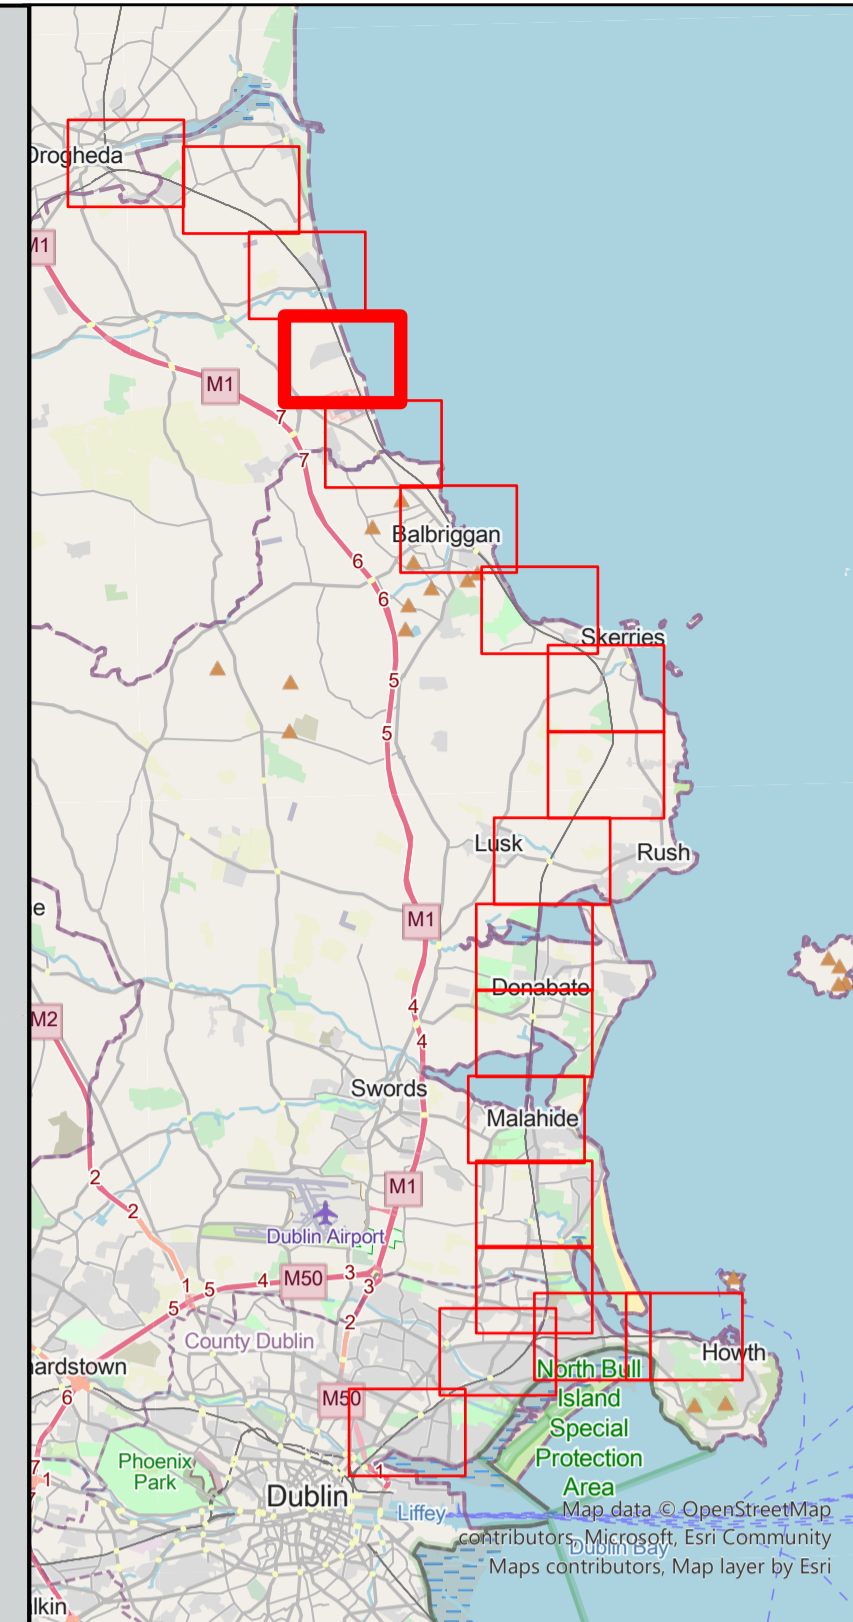 Drogheda
M1
M1
7
7
Balbriggan
6
6
Skerries
5
5
Lusk
Rush
e
M1
Donabate
M2
4
4
Swords
Malahide
2
M1
2
Dublin Airport
1
5
4
M50
3
3
5
2
County Dublin
Howth
hardstown
North Bull
Island
Special
Protection
Area
6
M50
Phoenix
Park
7
1
1
Dublin
Liffey
Map data © OpenStreetMap
contributors, Microsoft, Esri Community
Dublin Bay
Maps contributors, Map layer by Esri
lkin